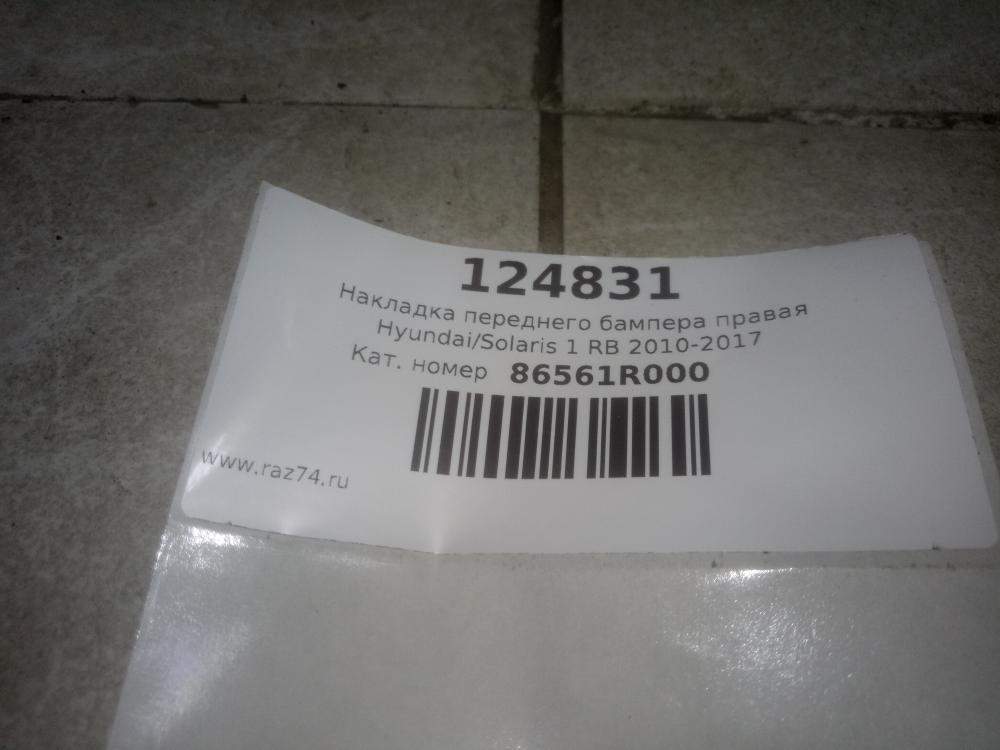 124831
Накладка переднего бампера правая
Hyundai/Solaris 1 RB 2010-2017
Кат. номер 86561R000
www.raz74.ru